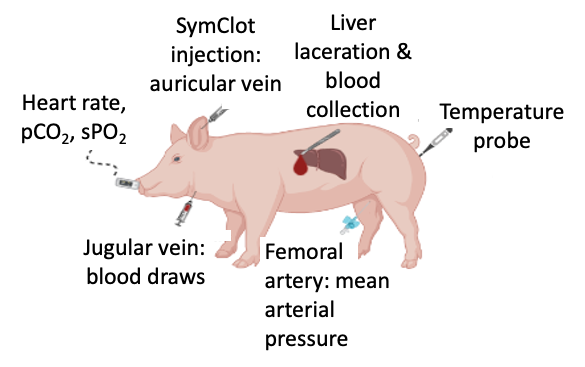 SymClot
injection:
auricular vein
Liver
laceration &
blood
collection
Heart rate,
pCO₂, sPO₂
Temperature
probe
Jugular vein:
blood draws
Femoral
artery: mean
arterial
pressure